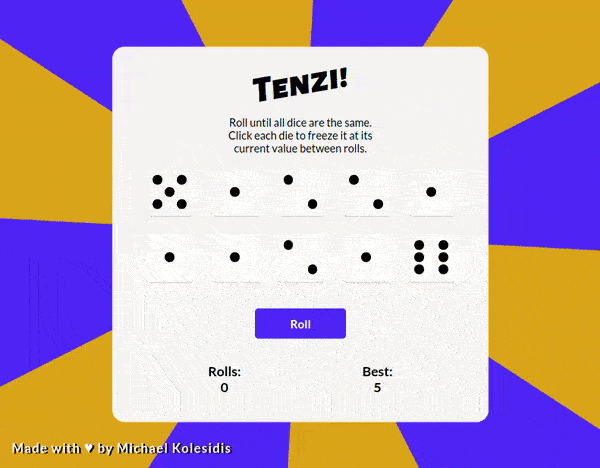 TENZI!
Roll until all dice are the same.
Click each die to freeze it at its
current value between rolls.
Roll
Rolls:
0
Best:
5
Made with ♥ by Michael Kolesidis